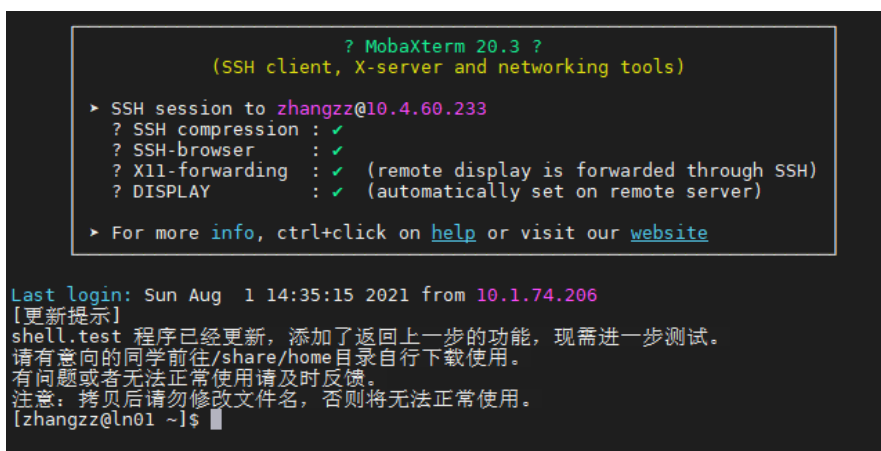 ? MobaXterm 20.3 ?
(SSH client, X-server and networking tools)
➤ SSH session to zhangzz@10.4.60.233
? SSH compression : ✔
? SSH-browser : ✔
? X11-forwarding : ✔ (remote display is forwarded through SSH)
? DISPLAY : ✔ (automatically set on remote server)
➤ For more info, ctrl+click on help or visit our website
Last login: Sun Aug 1 14:35:15 2021 from 10.1.74.206
[更新提示]
shell.test 程序已经更新，添加了返回上一步的功能，现需进一步测试。
请有意向的同学前往/share/home目录自行下载使用。
有问题或者无法正常使用请及时反馈。
注意：拷贝后请勿修改文件名，否则将无法正常使用。
[zhangzz@ln01 ~]$